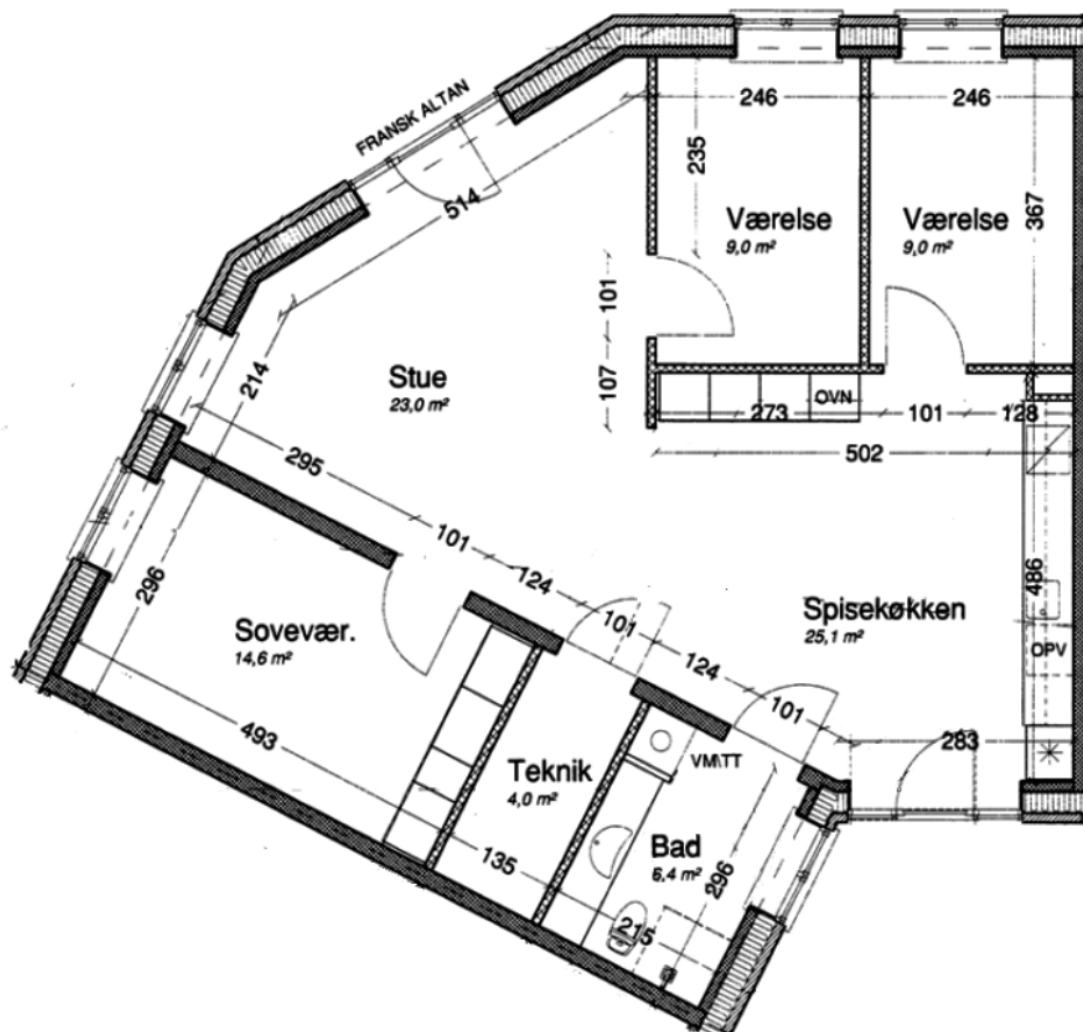 FRANSK ALTAN
246
246
235
514
367
Værelse
9,0 m²
Værelse
9,0 m²
101
214
Stue
23,0 m²
107
OVN
273
101
128
295
502
101
124
486
296
101
Spisekøkken
25,1 m²
Sovevær.
14,6 m²
OPV
124
101
493
283
VM\TT
Teknik
4,0 m²
Bad
6,4 m²
135
296
215